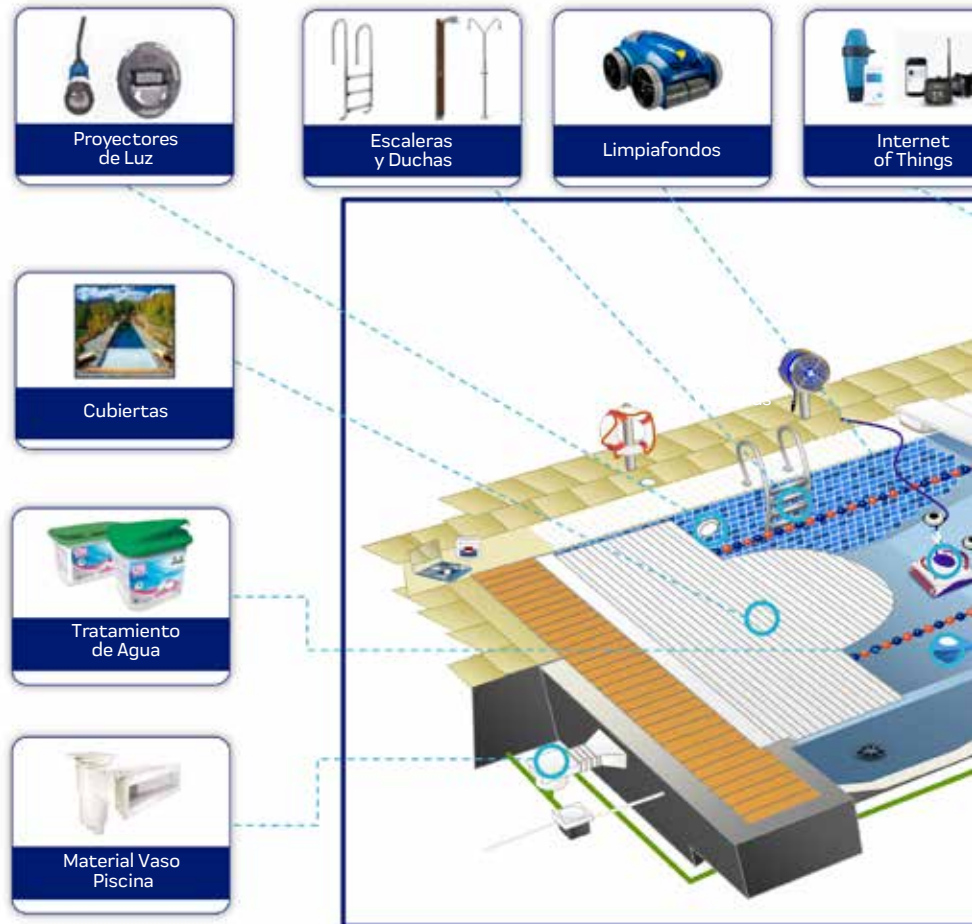 Proyectores
de Luz
Escaleras
y Duchas
Limpiafondos
Internet
of Things
Cubiertas
Tratamiento
de Agua
Material Vaso
Piscina